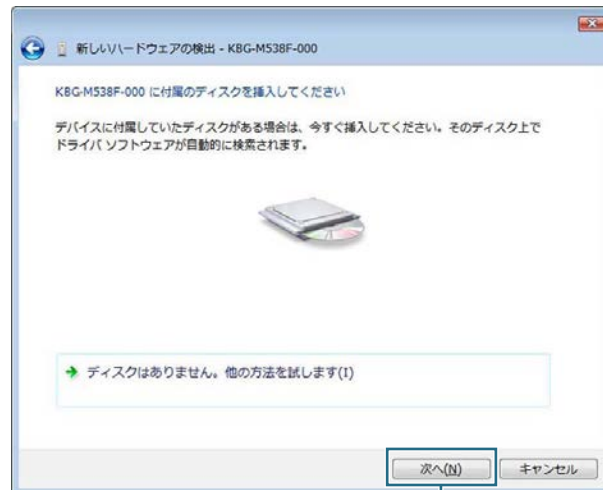 新しいハードウェアの検出 - KBG-M538F-000
KBG-M538F-000 に付属のディスクを挿入してください
デバイスに付属していたディスクがある場合は、今すぐ挿入してください。そのディスク上で
ドライバ ソフトウェアが自動的に検索されます。
ディスクはありません。他の方法を試します(I)
次へ(N)
キャンセル